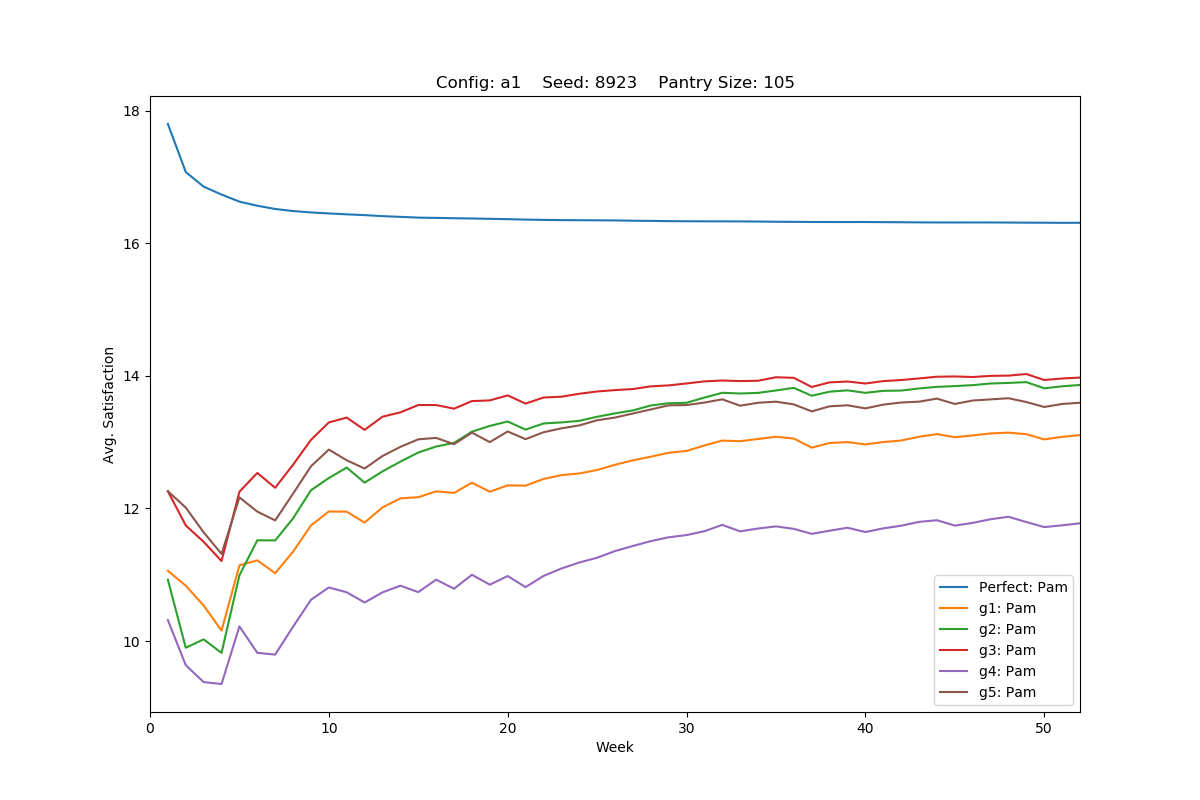 Config: a1    Seed: 8923    Pantry Size: 105
18
16
14
12
10
Avg. Satisfaction
0
10
20
30
40
50
Week
Perfect: Pam
g1: Pam
g2: Pam
g3: Pam
g4: Pam
g5: Pam